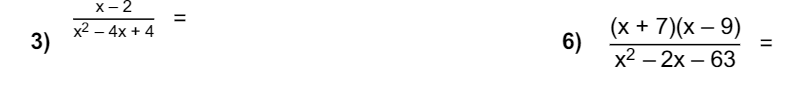 3) x – 2 / x² – 4x + 4 =
6) (x + 7)(x – 9) / x² – 2x – 63 =